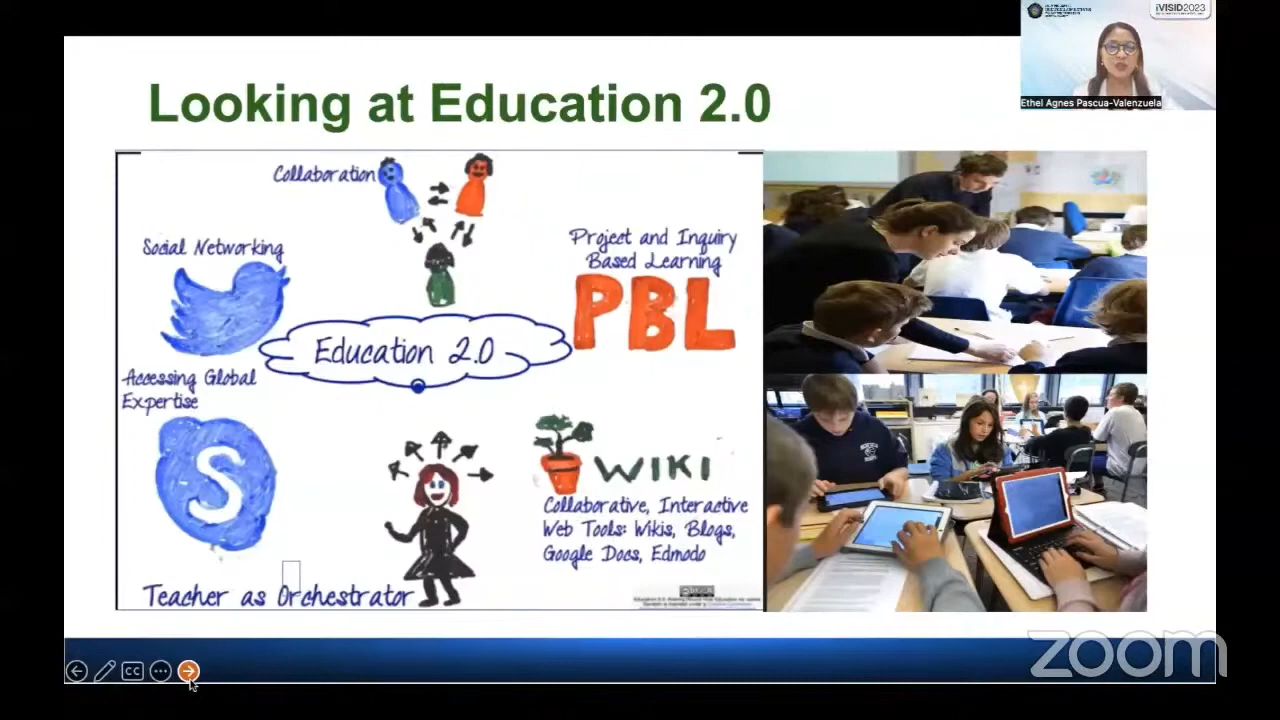 iVISID2023
Ethel Agnes Pascua-Valenzuela
Looking at Education 2.0
Collaboration
Social Networking
Project and Inquiry
Based Learning
PBL
Education 2.0
Accessing Global
Expertise
S
WIKI
Collaborative, Interactive
Web Tools: Wikis, Blogs,
Google Docs, Edmodo
Teacher as Orchestrator
CC
zoom